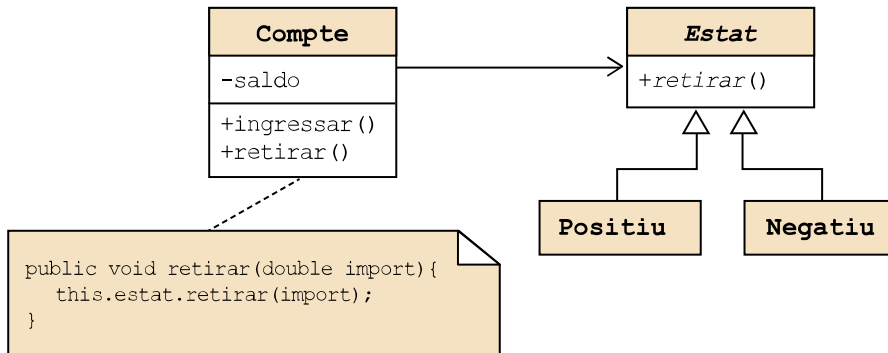 Compte
-saldo
+ingressar()
+retirar()
Estat
+retirar()
Positiu
Negatiu
public void retirar(double import){
this.estat.retirar(import);
}